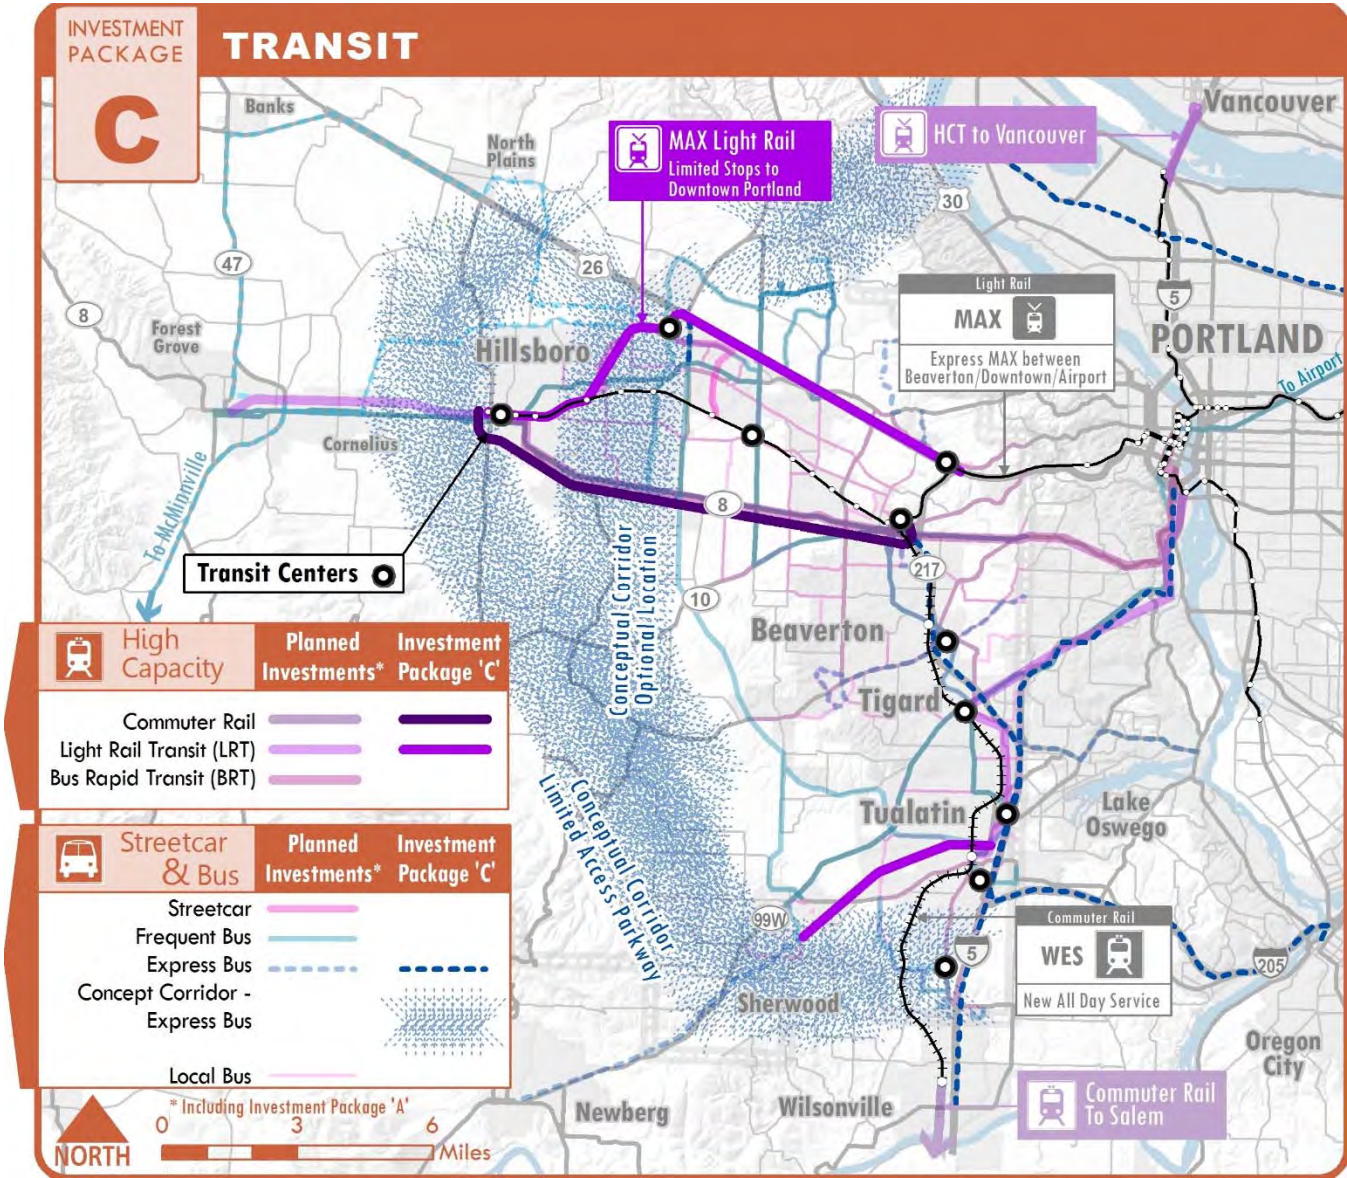 INVESTMENT
PACKAGE
C
TRANSIT
Banks
North
Plains
MAX Light Rail
Limited Stops to
Downtown Portland
HCT to Vancouver
Vancouver
30
47
26
8
Forest
Grove
Hillsboro
Light Rail
MAX
Express MAX between
Beaverton/Downtown/Airport
5
PORTLAND
To Airport
Cornelius
To McMinnville
8
Transit Centers
Conceptual Corridor
Optional Location
217
10
Beaverton
Tigard
Conceptual Corridor
Limited Access Parkway
Tualatin
Lake
Oswego
99W
Sherwood
5
Commuter Rail
WES
New All Day Service
205
Oregon
City
Newberg
Wilsonville
Commuter Rail
To Salem
High
Capacity
Planned
Investments*
Investment
Package 'C'
Commuter Rail
Light Rail Transit (LRT)
Bus Rapid Transit (BRT)
Streetcar
& Bus
Planned
Investments*
Investment
Package 'C'
Streetcar
Frequent Bus
Express Bus
Concept Corridor -
Express Bus
Local Bus
* Including Investment Package 'A'
NORTH
0 3 6
Miles